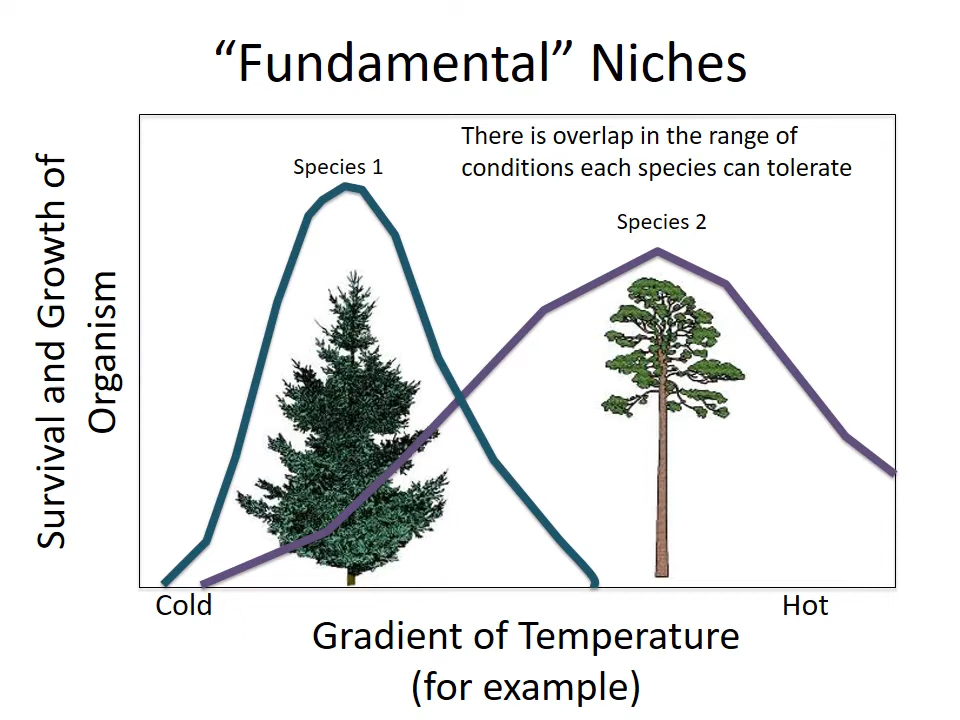 “Fundamental” Niches
There is overlap in the range of
conditions each species can tolerate
Species 1
Species 2
Survival and Growth of
Organism
Cold
Hot
Gradient of Temperature
(for example)